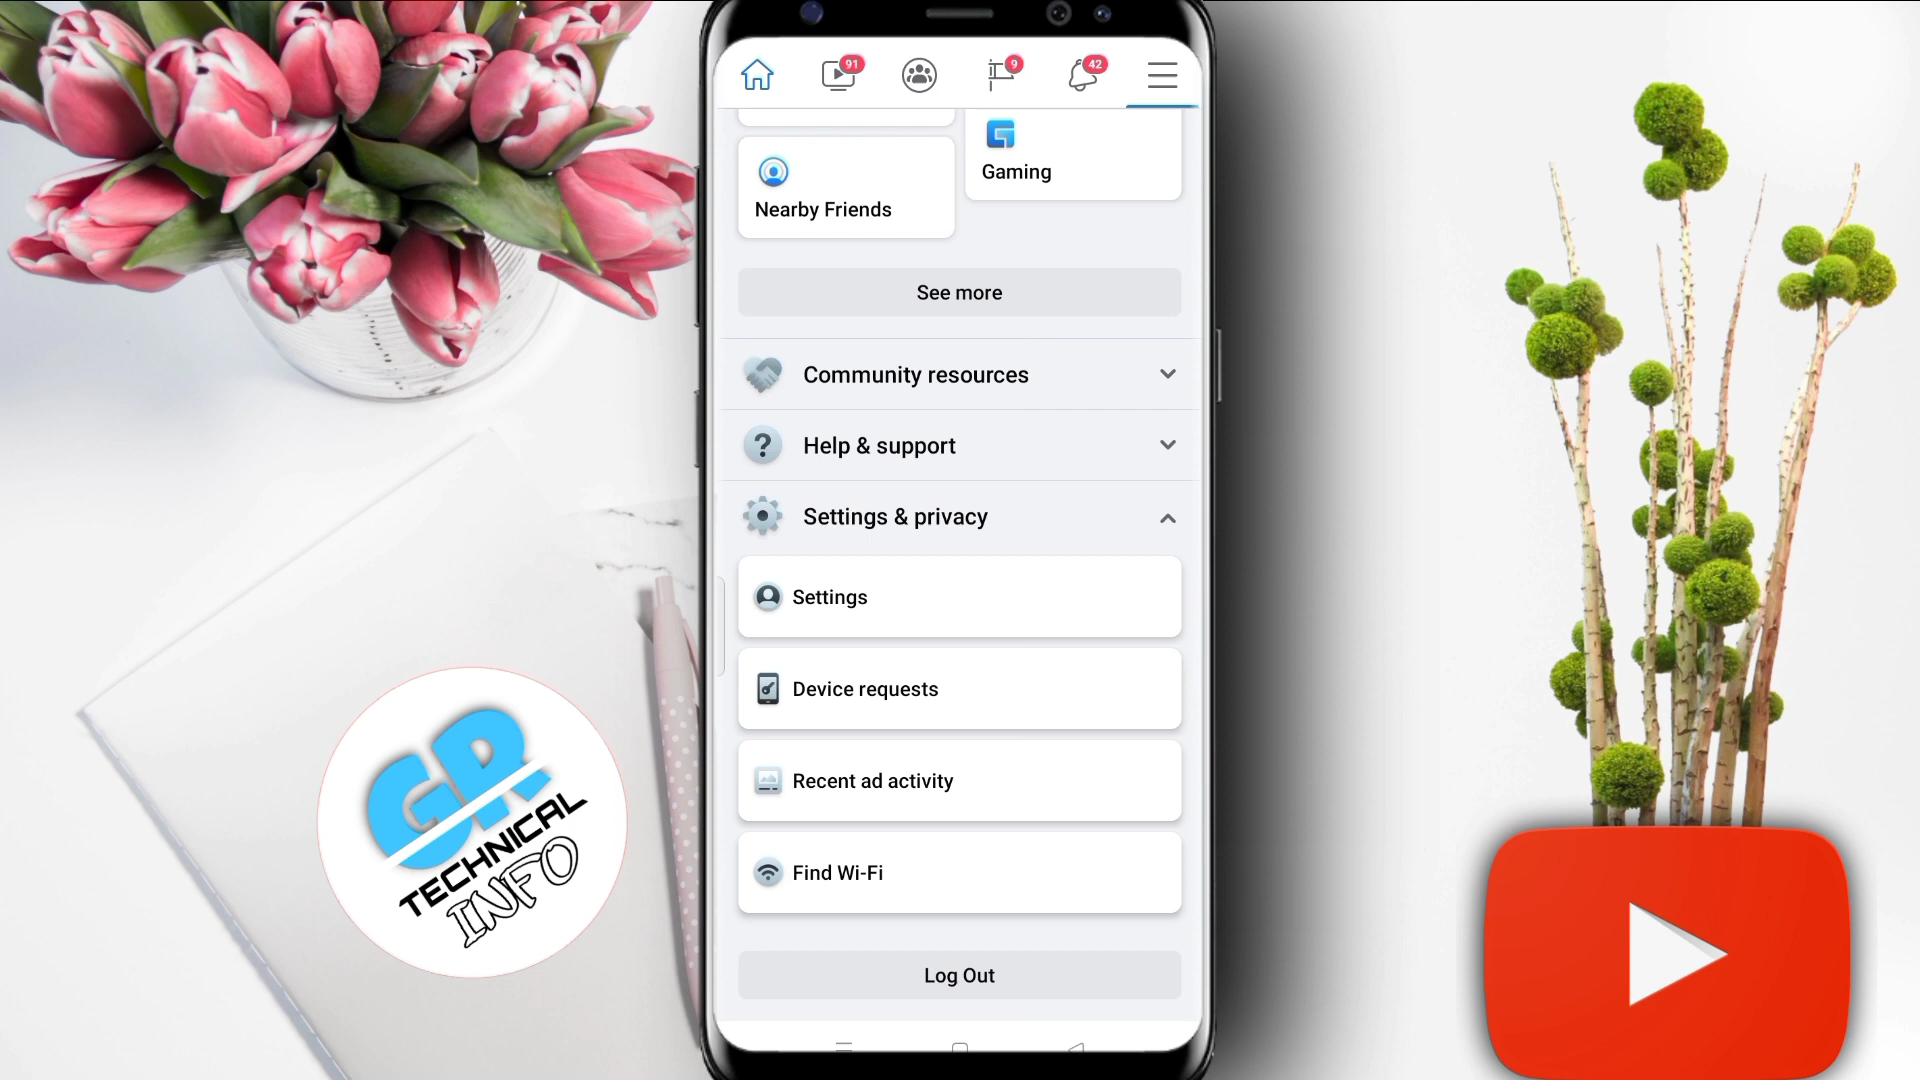 91
9
42
Gaming
Nearby Friends
See more
Community resources
Help & support
Settings & privacy
Settings
Device requests
Recent ad activity
Find Wi-Fi
Log Out
GR
TECHNICAL
INFO